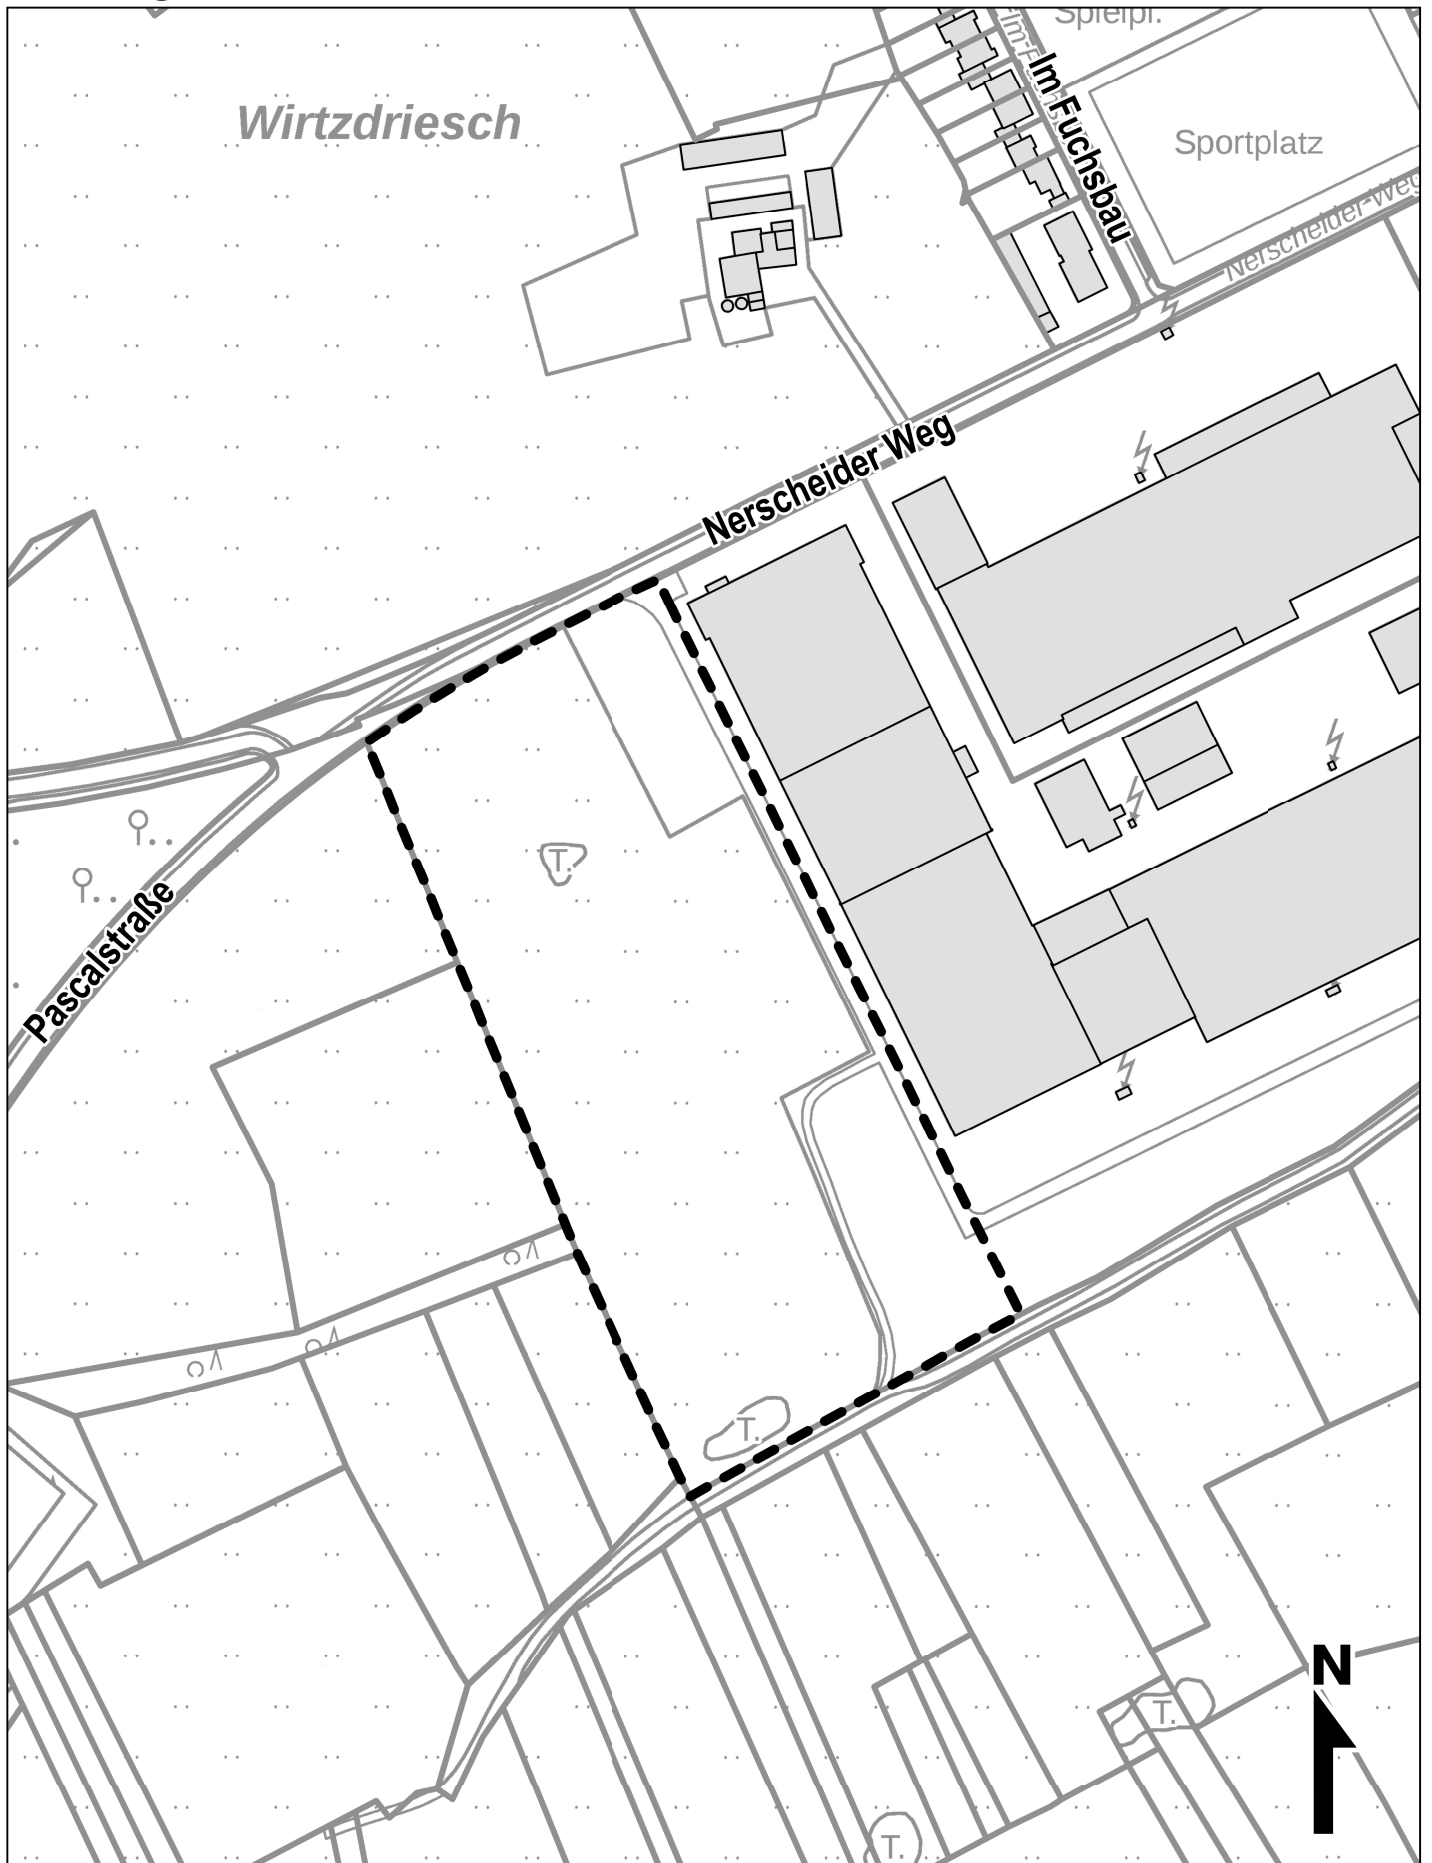 Spielpl.
Im Fuchsbau
Wirtzdriesch
Sportplatz
Nerscheider-Weg
Nerscheider Weg
T.
Pascalstraße
T.
N
T.
T.